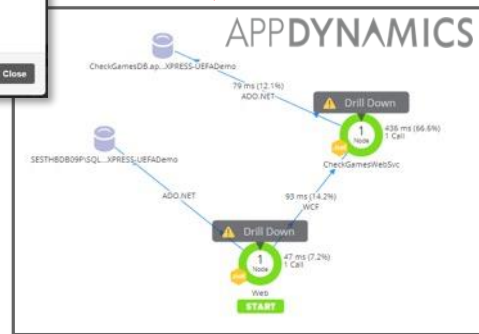 Close
APPDYNAMICS
CheckGamesDB.ap...XPRESS-UEFADemo
79 ms (12.1%)
ADO.NET
Drill Down
1
Node
436 ms (66.6%)
1 Call
CheckGamesWebSvc
SESTHBDB09P\SQL...XPRESS-UEFADemo
ADO.NET
93 ms (14.2%)
WCF
Drill Down
1
Node
47 ms (7.2%)
1 Call
Web
START